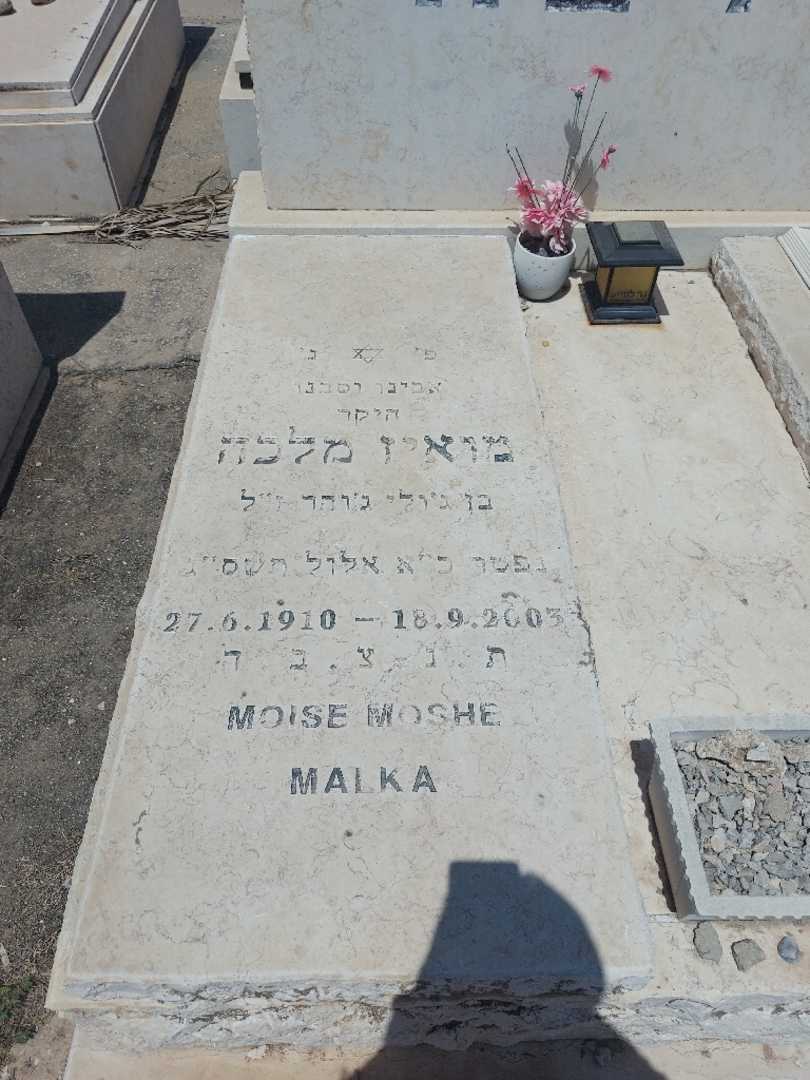 פ' נ'
אבינו וסבנו
היקר
מואיז מלכה
בן ג'ולי ג'והר ז"ל
נפטר כ"א אלול תשס"ג
27.6.1910 – 18.9.2003
ת . נ . צ . ב . ה
MOISE MOSHE
MALKA